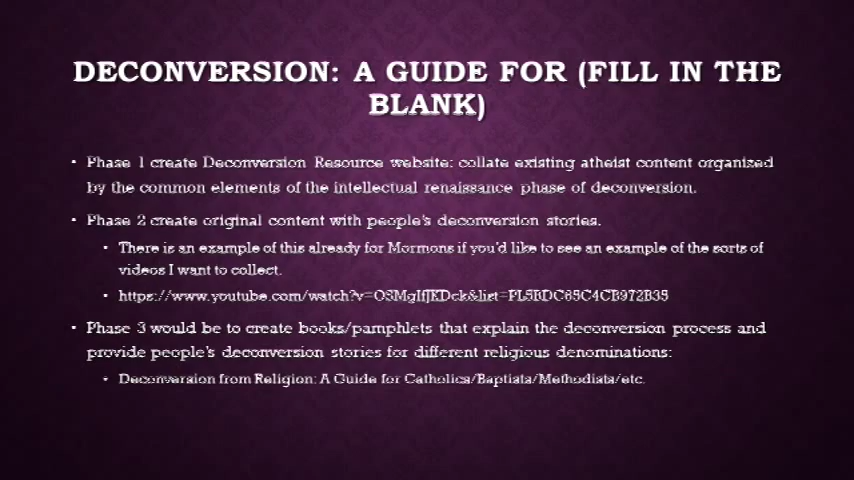 DECONVERSION: A GUIDE FOR (FILL IN THE
BLANK)
• Phase 1 create Deconversion Resource website: collate existing atheist content organized
by the common elements of the intellectual renaissance phase of deconversion.
• Phase 2 create original content with people's deconversion stories.
• There is an example of this already for Mormons if you'd like to see an example of the sorts of
videos I want to collect.
• Phase 3 would be to create books/pamphlets that explain the deconversion process and
provide people's deconversion stories for different religious denominations:
• Deconversion from Religion: A Guide for Catholics/Baptists/Methodists/etc.